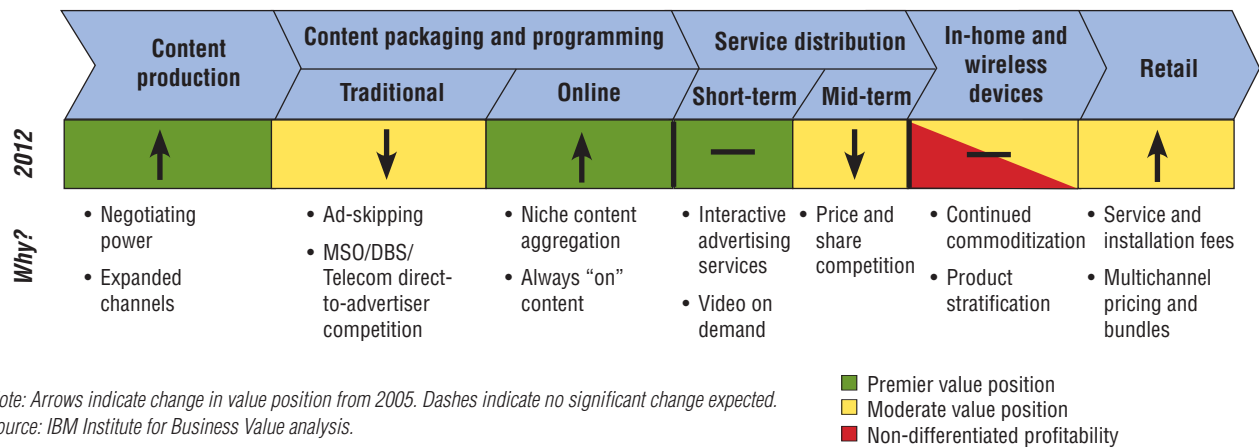 Content production
Content packaging and programming
Traditional
Online
Service distribution
Short-term
Mid-term
In-home and wireless devices
Retail
2012
Why?
• Negotiating
power
• Expanded
channels
• Ad-skipping
• MSO/DBS/
Telecom direct-
to-advertiser
competition
• Niche content
aggregation
• Always “on”
content
• Interactive
advertising
services
• Video on
demand
• Price and
share
competition
• Continued
commoditization
• Product
stratification
• Service and
installation fees
• Multichannel
pricing and
bundles
ote: Arrows indicate change in value position from 2005. Dashes indicate no significant change expected.
ource: IBM Institute for Business Value analysis.
Premier value position
Moderate value position
Non-differentiated profitability